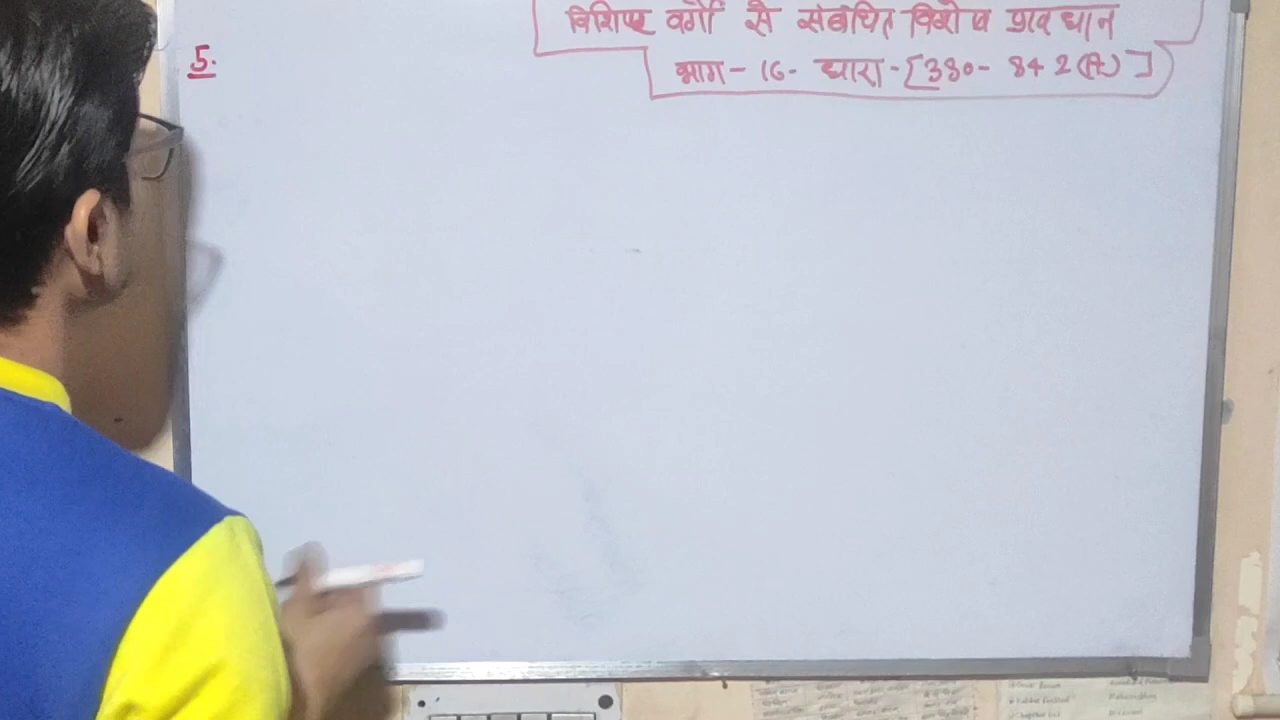 विशिष्ट वर्गों से संबंधित विशेष प्रावधान
5.
भाग - 16 - धारा - [330 - 342(A)]